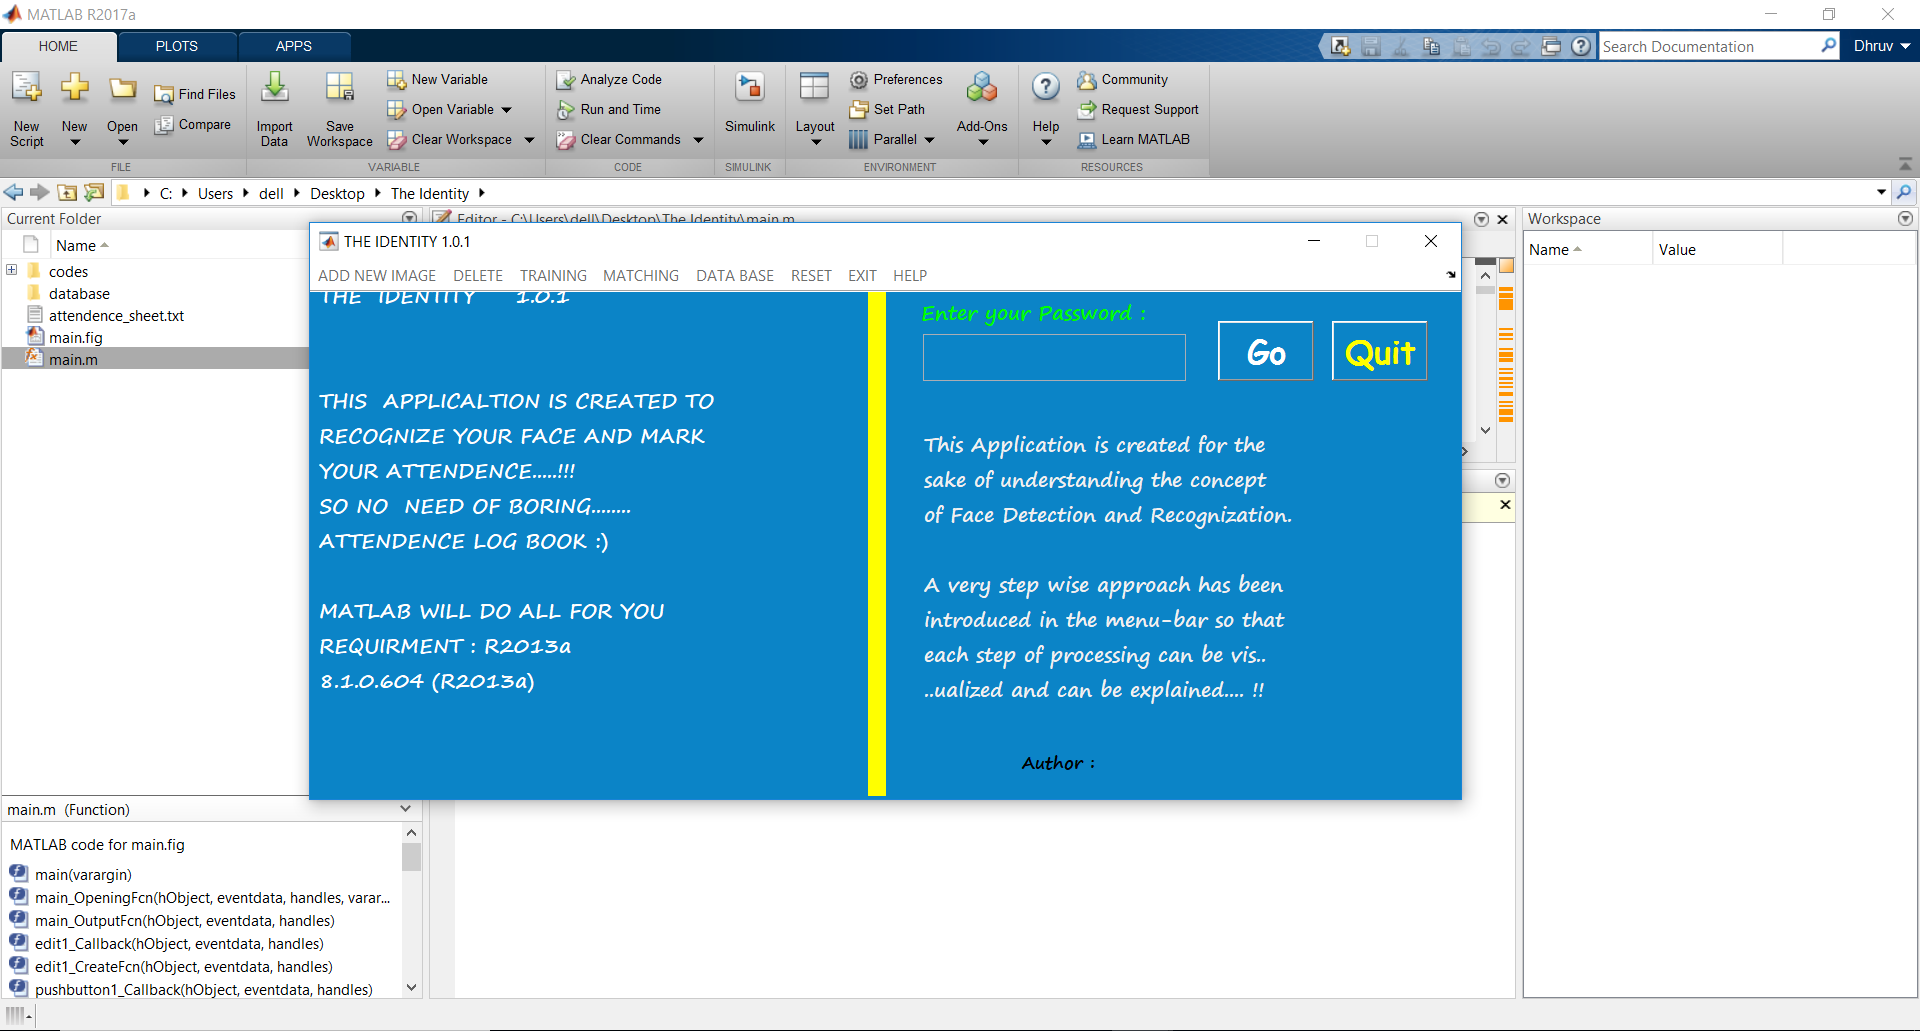 MATLAB R2017a
HOME PLOTS APPS
Search Documentation
Dhruv
New Script
New
Open
Find Files
Compare
FILE
Import Data
Save Workspace
New Variable
Open Variable
Clear Workspace
VARIABLE
Analyze Code
Run and Time
Clear Commands
CODE
Simulink
SIMULINK
Layout
Preferences
Set Path
Parallel
Add-Ons
ENVIRONMENT
Help
Community
Request Support
Learn MATLAB
RESOURCES
C: Users dell Desktop The Identity
Current Folder
Name
codes
database
attendence_sheet.txt
main.fig
main.m
Editor - C:\Users\dell\Desktop\The Identity\main.m
Workspace
Name Value
THE IDENTITY 1.0.1
ADD NEW IMAGE DELETE TRAINING MATCHING DATA BASE RESET EXIT HELP
THE IDENTITY 1.0.1
THIS APPLICALTION IS CREATED TO
RECOGNIZE YOUR FACE AND MARK
YOUR ATTENDENCE.....!!!
SO NO NEED OF BORING........
ATTENDENCE LOG BOOK :)
MATLAB WILL DO ALL FOR YOU
REQUIRMENT : R2013a
8.1.0.604 (R2013a)
Enter your Password :
Go
Quit
This Application is created for the
sake of understanding the concept
of Face Detection and Recognization.
A very step wise approach has been
introduced in the menu-bar so that
each step of processing can be vis..
..ualized and can be explained.... !!
Author :
main.m (Function)
MATLAB code for main.fig
main(varargin)
main_OpeningFcn(hObject, eventdata, handles, varar...
main_OutputFcn(hObject, eventdata, handles)
edit1_Callback(hObject, eventdata, handles)
edit1_CreateFcn(hObject, eventdata, handles)
pushbutton1_Callback(hObject, eventdata, handles)